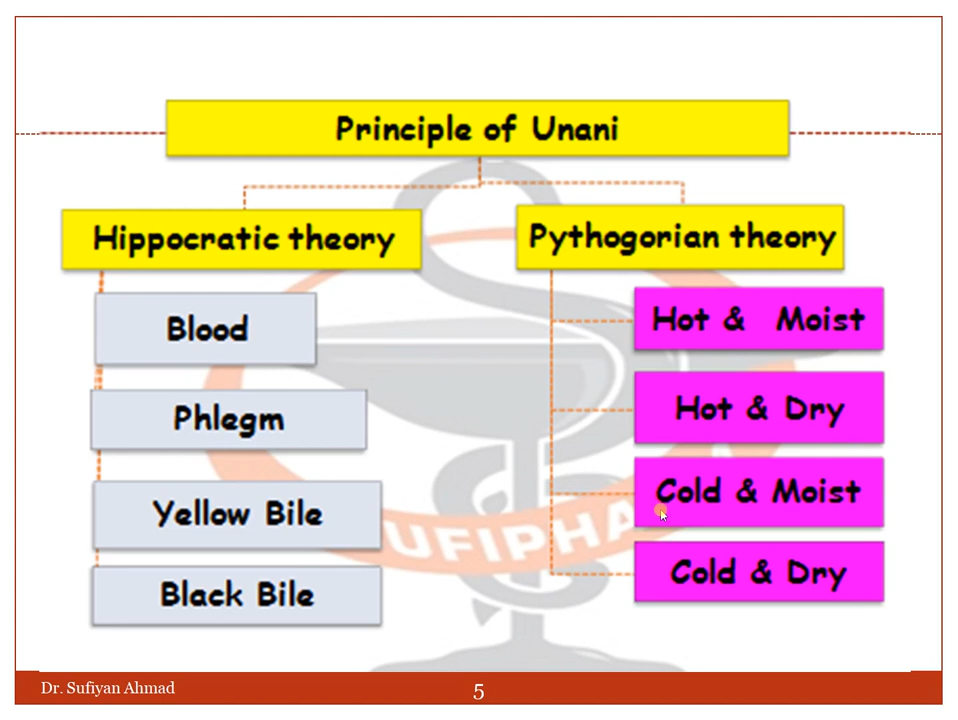 Principle of Unani
Hippocratic theory
Blood
Phlegm
Yellow Bile
Black Bile
Pythogorian theory
Hot & Moist
Hot & Dry
Cold & Moist
Cold & Dry
UFIPHA
Dr. Sufiyan Ahmad
5